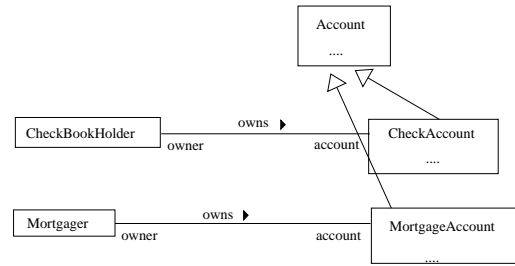 Account
....
owns
CheckBookHolder
owner
account
CheckAccount
....
owns
Mortgager
owner
account
MortgageAccount
....